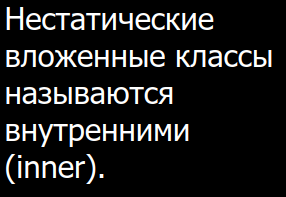 Нестатические
вложенные классы
называются
внутренними
(inner).